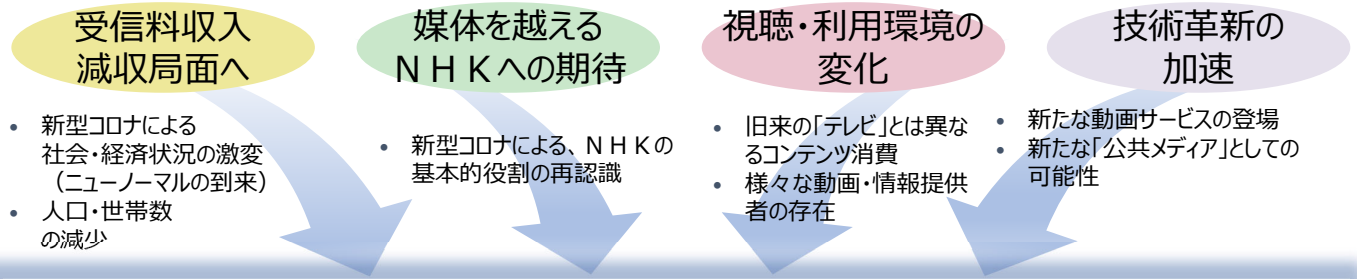 受信料収入
減収局面へ
• 新型コロナによる
社会・経済状況の激変
（ニューノーマルの到来）
• 人口・世帯数
の減少
媒体を越える
ＮＨＫへの期待
• 新型コロナによる、ＮＨＫの
基本的役割の再認識
視聴・利用環境の
変化
• 旧来の「テレビ」とは異な
るコンテンツ消費
• 様々な動画・情報提供
者の存在
技術革新の
加速
• 新たな動画サービスの登場
• 新たな「公共メディア」としての
可能性